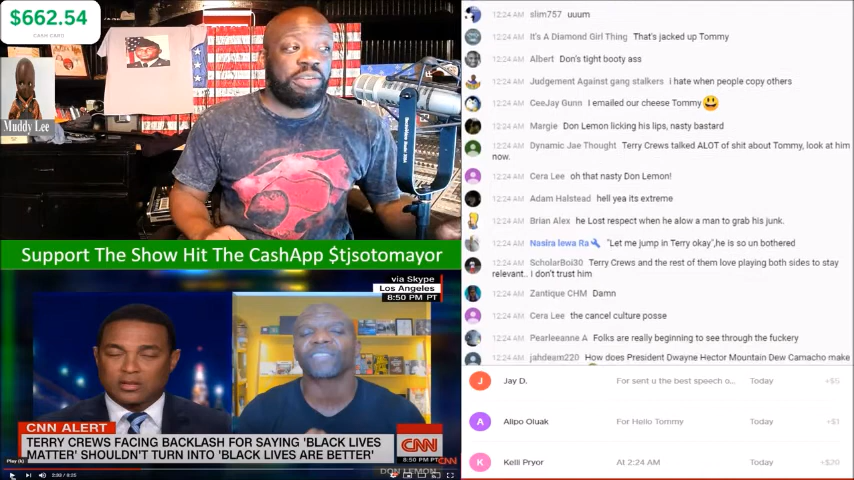 $662.54
CASH CARD
Muddy Lee
Support The Show Hit The CashApp $tjsotomayor
via Skype
Los Angeles
8:50 PM PT
CNN ALERT
TERRY CREWS FACING BACKLASH FOR SAYING 'BLACK LIVES
MATTER' SHOULDN'T TURN INTO 'BLACK LIVES ARE BETTER'
CNN
8:50 PM PT
DON LEMON
Play (k)
2:09 / 8:25
12:24 AM slim757 uuum
12:24 AM It's A Diamond Girl Thing That's jacked up Tommy
12:24 AM Albert Don's tight booty ass
12:24 AM Judgement Against gang stalkers i hate when people copy others
12:24 AM CeeJay Gunn I emailed our cheese Tommy😃
12:24 AM Margie Don Lemon licking his lips, nasty bastard
12:24 AM Dynamic Jae Thought Terry Crews talked ALOT of shit about Tommy, look at him
now.
12:24 AM Cera Lee oh that nasty Don Lemon!
12:24 AM Adam Halstead hell yea its extreme
12:24 AM Brian Alex he Lost respect when he alow a man to grab his junk.
12:24 AM Nasira lewa Ra "Let me jump in Terry okay",he is so un bothered
12:24 AM ScholarBoi30 Terry Crews and the rest of them love playing both sides to stay
relevant.. I don't trust him
12:24 AM Zantique CHM Damn
12:24 AM Cera Lee the cancel culture posse
12:24 AM Pearleeanne A Folks are really beginning to see through the fuckery
12:24 AM jahdeam220 How does President Dwayne Hector Mountain Dew Camacho make
J Jay D. For sent u the best speech o... Today +$5
A Alipo Oluak For Hello Tommy Today +$1
K Kelli Pryor At 2:24 AM Today +$20